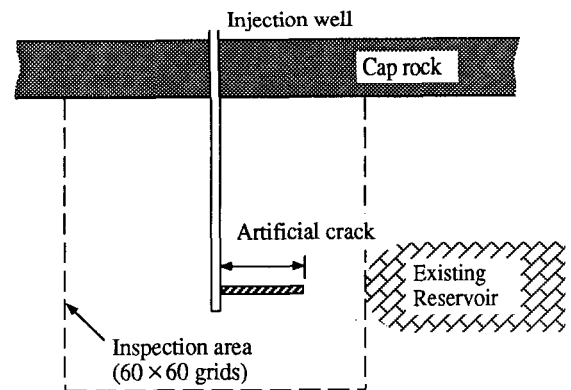 Injection well
Cap rock
Artificial crack
Existing
Reservoir
Inspection area
(60 × 60 grids)